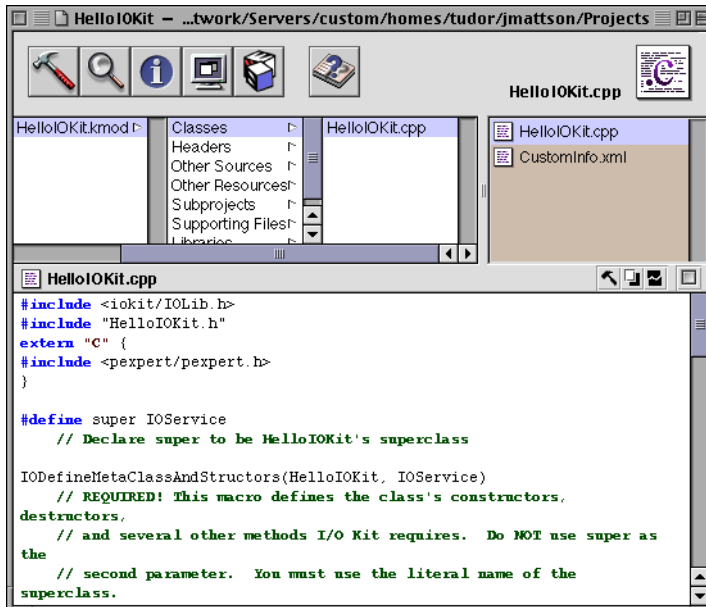 HelloIOKit – ...twork/Servers/custom/homes/tudor/jmattson/Projects
HelloIOKit.cpp
.C
HelloIOKit.kmod
Classes
Headers
Other Sources
Other Resources
Subprojects
Supporting Files
Libraries
HelloIOKit.cpp
HelloIOKit.cpp
CustomInfo.xml
HelloIOKit.cpp
#include <iokit/IOLib.h>
#include "HelloIOKit.h"
extern "C" {
#include <pexpert/pexpert.h>
}
#define super IOService
// Declare super to be HelloIOKit's superclass
IODefineMetaClassAndStructors(HelloIOKit, IOService)
// REQUIRED! This macro defines the class's constructors,
destructors,
// and several other methods I/O Kit requires. Do NOT use super as
the
// second parameter. You must use the literal name of the
superclass.